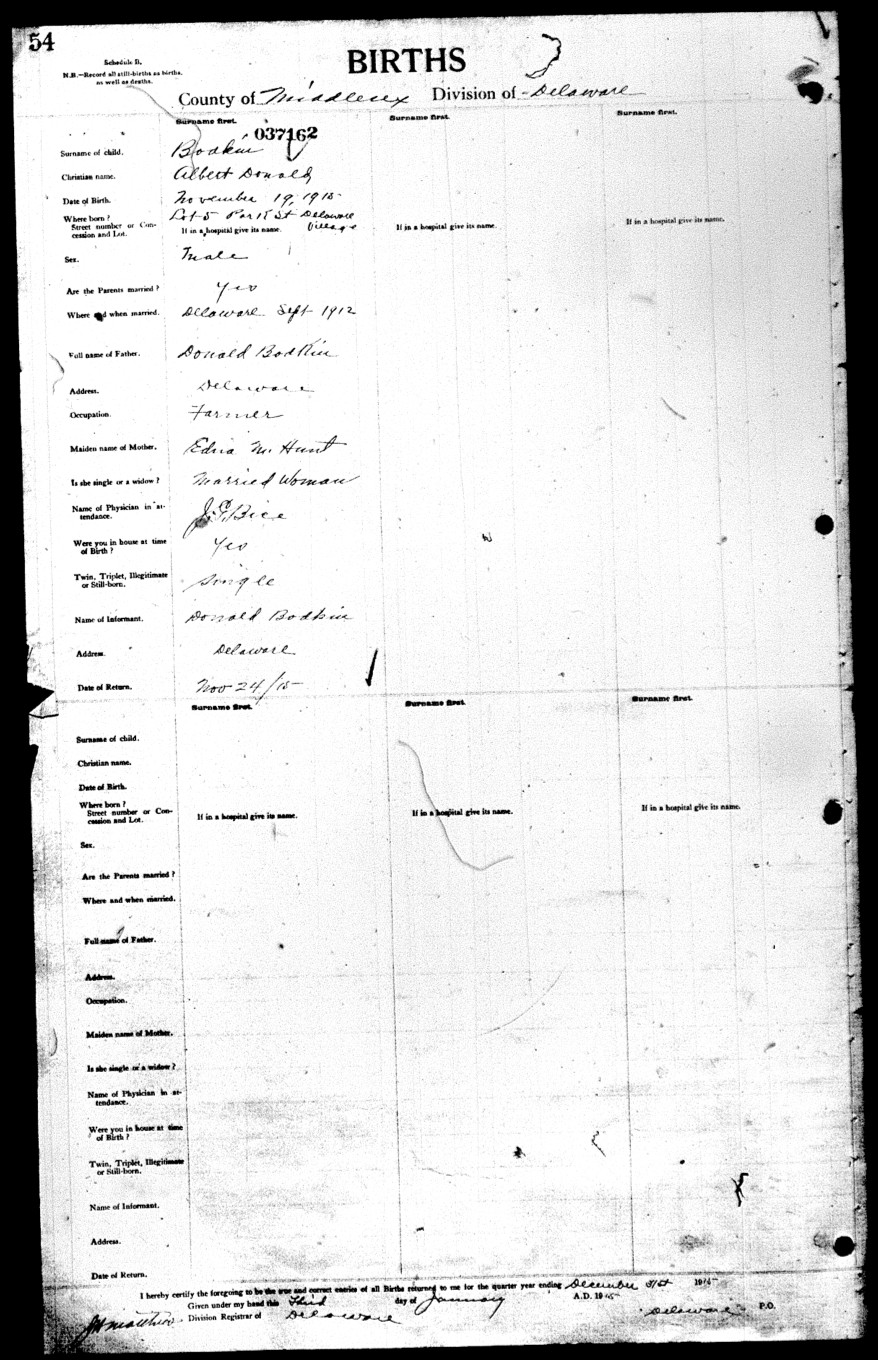 54
Schedule B.
N.B.—Record all still-births as births,
as well as deaths.
BIRTHS
County of Middlesex Division of Delaware
Surname first. Surname first. Surname first.
037162
Surname of child. Bodkin
Christian name. Albert Donald
Date of Birth. November 19, 1915
Where born? Lot 5 St Delaware
Street number or Con-
cession and Lot. If in a hospital give its name. Village If in a hospital give its name. If in a hospital give its name.
Sex. Male
Are the Parents married? Yes
Where and when married. Delaware Sept 1912
Full name of Father. Donald Bodkin
Address. Delaware
Occupation. Farmer
Maiden name of Mother. Edna M. Hunt
Is she single or a widow? Married Woman
Name of Physician in at-
tendance. J. G. Bice
Were you in house at time
of Birth? Yes
Twin, Triplet, Illegitimate
or Still-born. Single
Name of Informant. Donald Bodkin
Address. Delaware
Date of Return. Nov 24/15
Surname first. Surname first. Surname first.
Surname of child.
Christian name.
Date of Birth.
Where born?
Street number or Con-
cession and Lot. If in a hospital give its name. If in a hospital give its name. If in a hospital give its name.
Sex.
Are the Parents married?
Where and when married.
Full name of Father.
Address.
Occupation.
Maiden name of Mother.
Is she single or a widow?
Name of Physician in at-
tendance.
Were you in house at time
of Birth?
Twin, Triplet, Illegitimate
or Still-born.
Name of Informant.
Address.
Date of Return.
I hereby certify the foregoing to be the true and correct entries of all Births returned to me for the quarter year ending December 31st 1915
Given under my hand this Third day of January A.D. 19
Division Registrar of Delaware Delaware P.O.